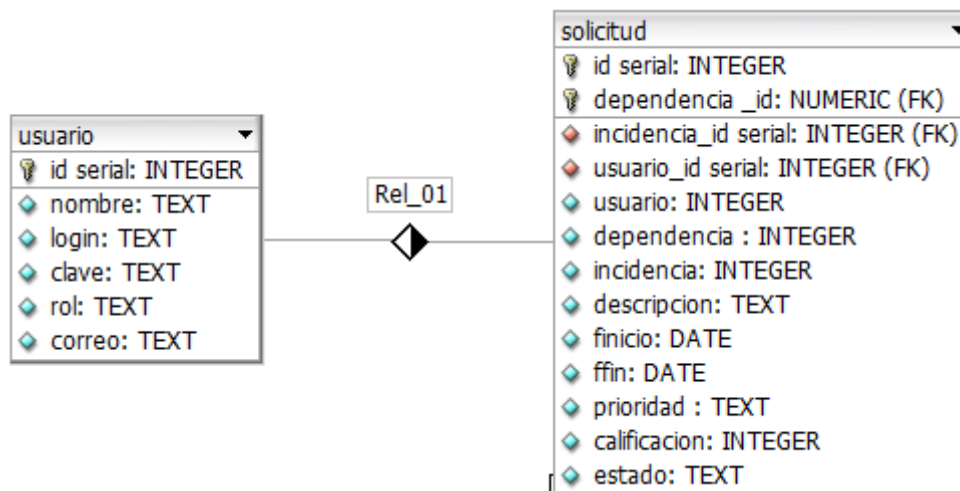 usuario
id serial: INTEGER
nombre: TEXT
login: TEXT
clave: TEXT
rol: TEXT
correo: TEXT
Rel_01
solicitud
id serial: INTEGER
dependencia _id: NUMERIC (FK)
incidencia_id serial: INTEGER (FK)
usuario_id serial: INTEGER (FK)
usuario: INTEGER
dependencia : INTEGER
incidencia: INTEGER
descripcion: TEXT
finicio: DATE
ffin: DATE
prioridad : TEXT
calificacion: INTEGER
estado: TEXT